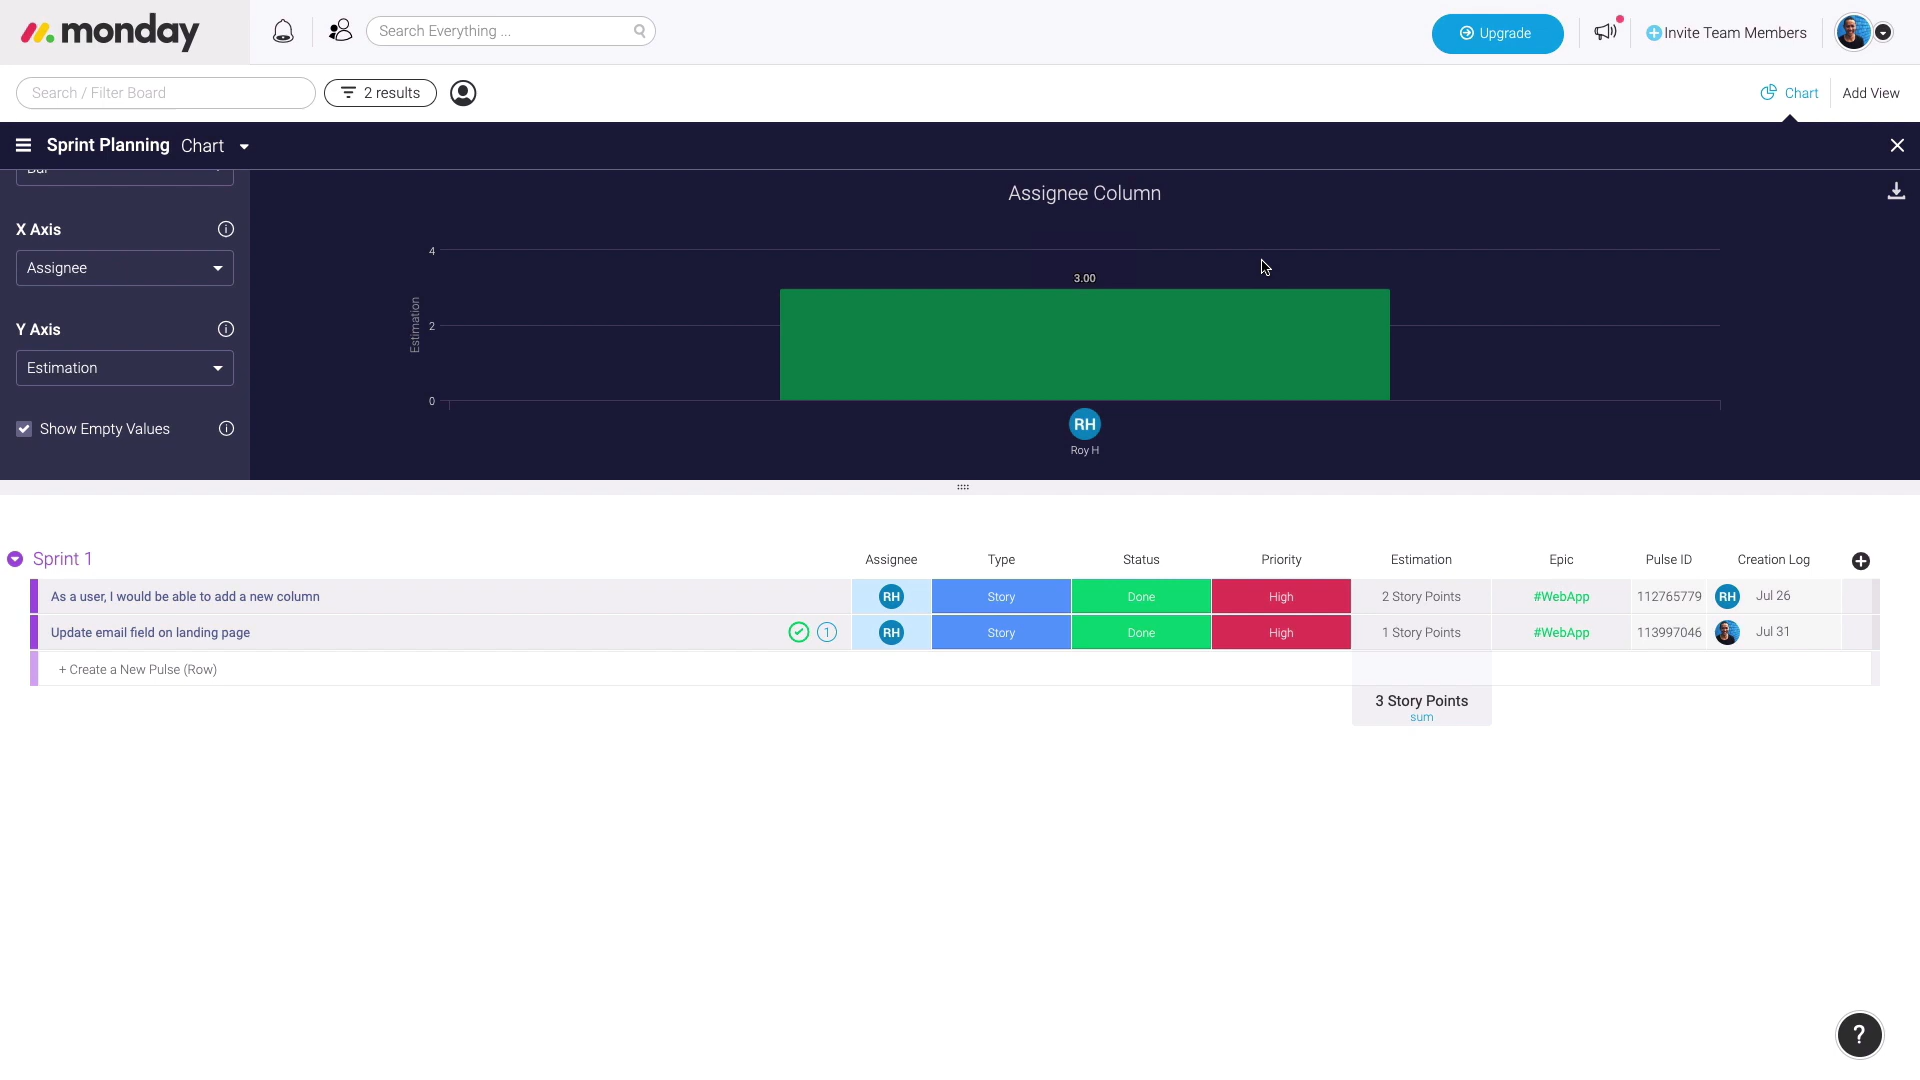 monday
Search Everything ...
Upgrade
Invite Team Members
Search / Filter Board
2 results
Chart
Add View
Sprint Planning Chart
Bar
X Axis
Assignee
Y Axis
Estimation
Show Empty Values
Assignee Column
4
2
0
Estimation
3.00
RH
Roy H
Sprint 1
Assignee Type Status Priority Estimation Epic Pulse ID Creation Log
As a user, I would be able to add a new column RH Story Done High 2 Story Points #WebApp 112765779 RH Jul 26
Update email field on landing page 1 RH Story Done High 1 Story Points #WebApp 113997046 Jul 31
+ Create a New Pulse (Row)
3 Story Points
sum
?